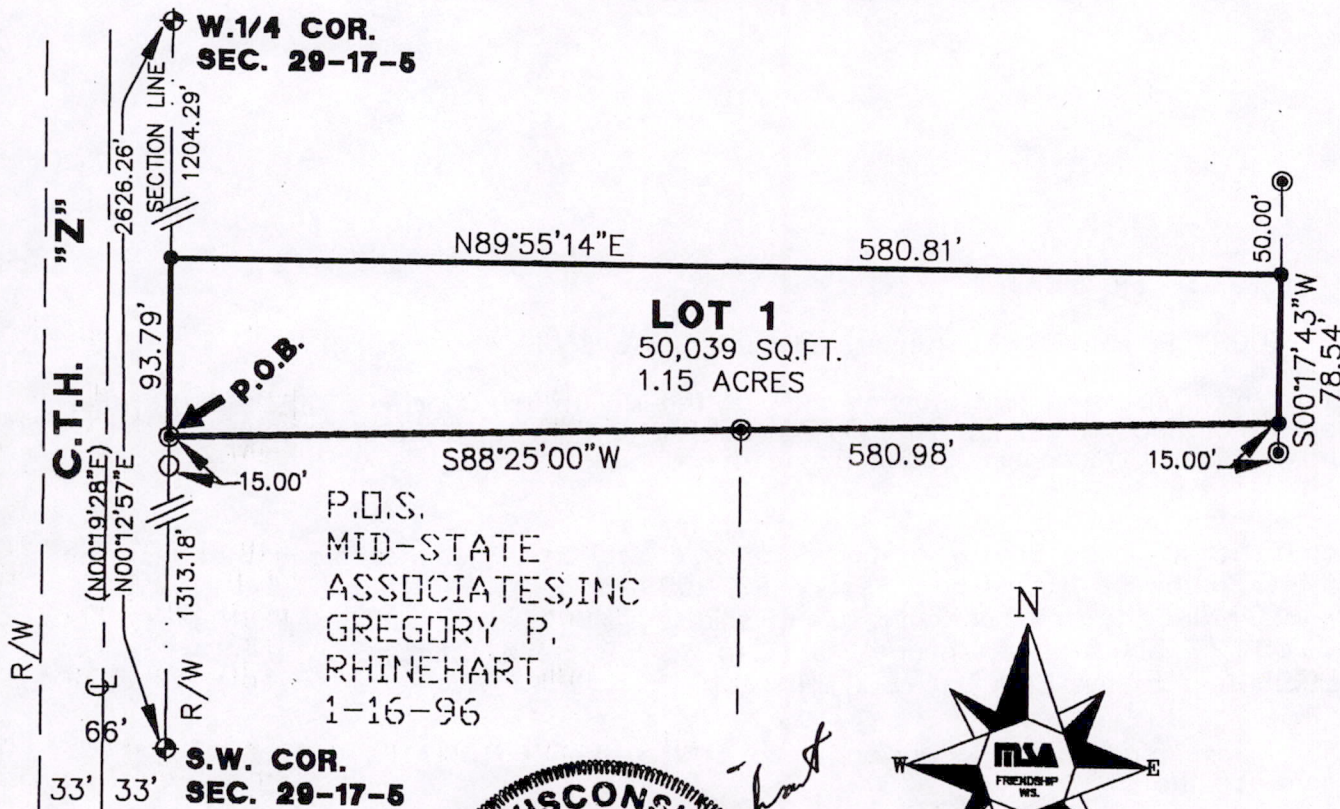 W.1/4 COR.
SEC. 29-17-5
SECTION LINE
1204.29'
2626.26'
C.T.H. "Z"
N89°55'14"E 580.81'
50.00'
LOT 1
50,039 SQ.FT.
1.15 ACRES
93.79'
P.O.B.
S00°17'43"W
78.54'
S88°25'00"W 580.98'
15.00'
15.00'
(N00°19'28"E)
N00°12'57"E
1313.18'
P.O.S.
MID-STATE
ASSOCIATES,INC
GREGORY P.
RHINEHART
1-16-96
R/W
R/W
66'
33' 33'
S.W. COR.
SEC. 29-17-5
N
W
E
MSA
FRIENDSHIP
WS.